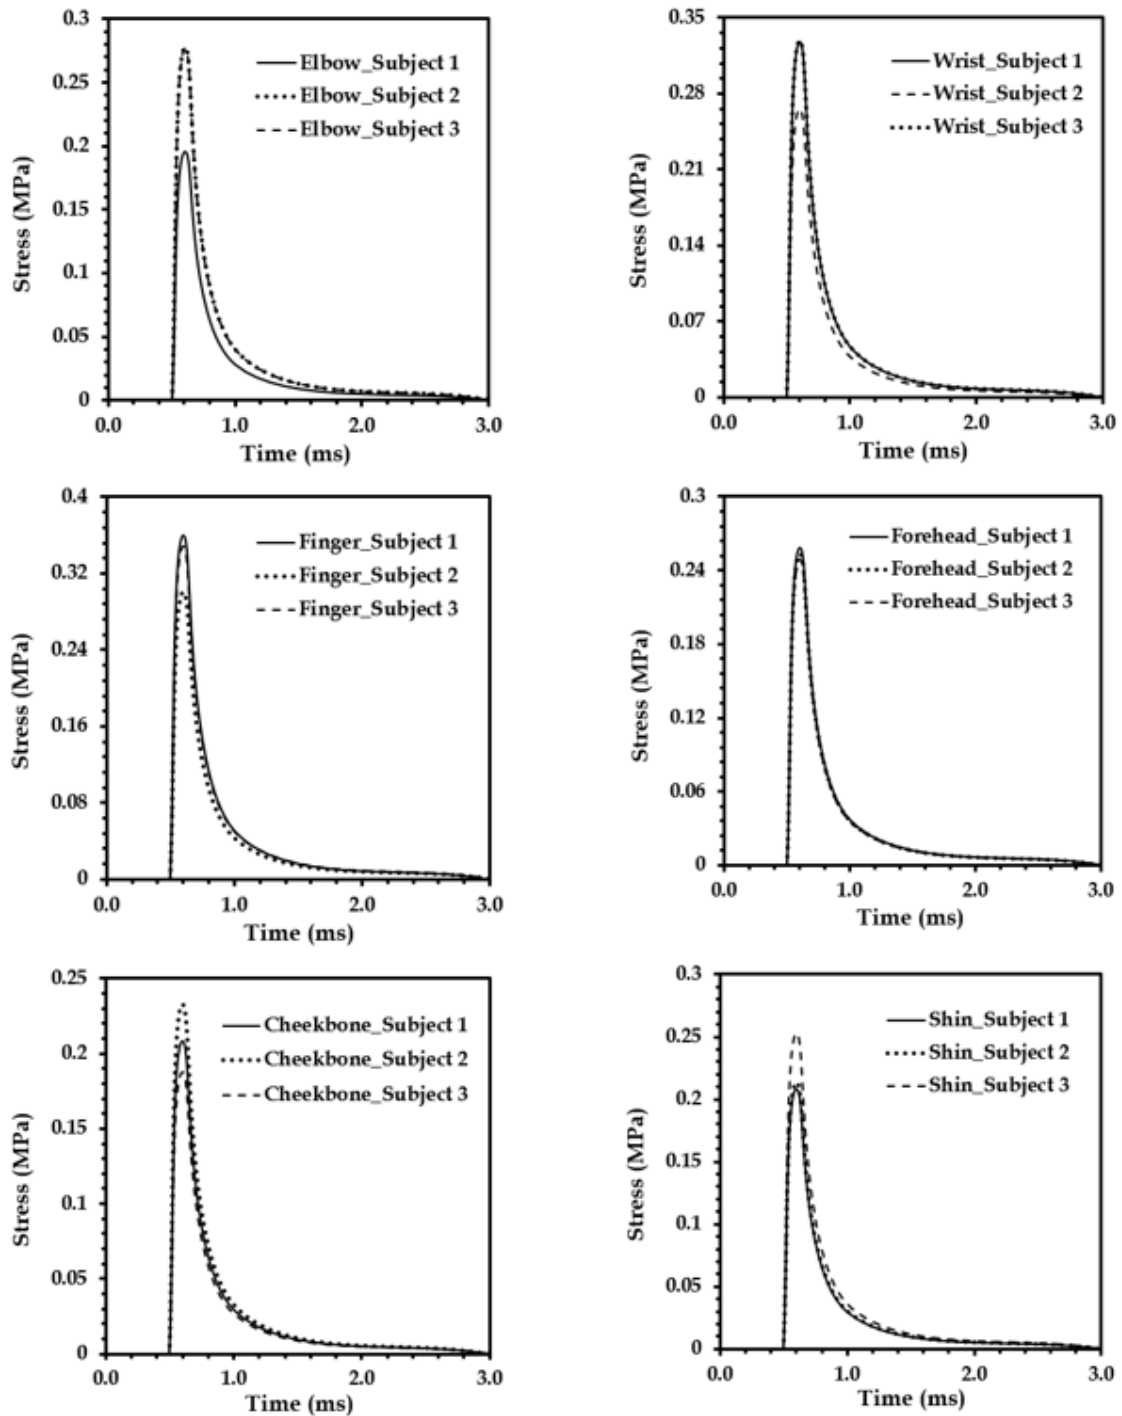 0.3
0.25
0.2
0.15
0.1
0.05
0
Stress (MPa)
Elbow_Subject 1
Elbow_Subject 2
Elbow_Subject 3
0.0 1.0 2.0 3.0
Time (ms)
0.35
0.28
0.21
0.14
0.07
0
Stress (MPa)
Wrist_Subject 1
Wrist_Subject 2
Wrist_Subject 3
0.0 1.0 2.0 3.0
Time (ms)
0.4
0.32
0.24
0.16
0.08
0
Stress (MPa)
Finger_Subject 1
Finger_Subject 2
Finger_Subject 3
0.0 1.0 2.0 3.0
Time (ms)
0.3
0.24
0.18
0.12
0.06
0
Stress (MPa)
Forehead_Subject 1
Forehead_Subject 2
Forehead_Subject 3
0.0 1.0 2.0 3.0
Time (ms)
0.25
0.2
0.15
0.1
0.05
0
Stress (MPa)
Cheekbone_Subject 1
Cheekbone_Subject 2
Cheekbone_Subject 3
0.0 1.0 2.0 3.0
Time (ms)
0.3
0.25
0.2
0.15
0.1
0.05
0
Stress (MPa)
Shin_Subject 1
Shin_Subject 2
Shin_Subject 3
0.0 1.0 2.0 3.0
Time (ms)